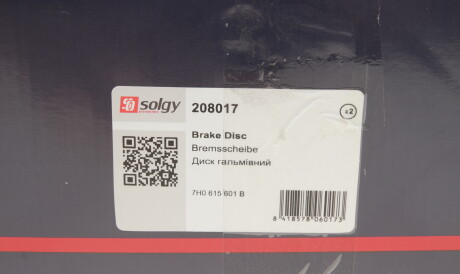 solgy 208017 x2
Brake Disc
Bremsscheibe
Диск гальмівний
7H0 615 601 B
8 418578 060173